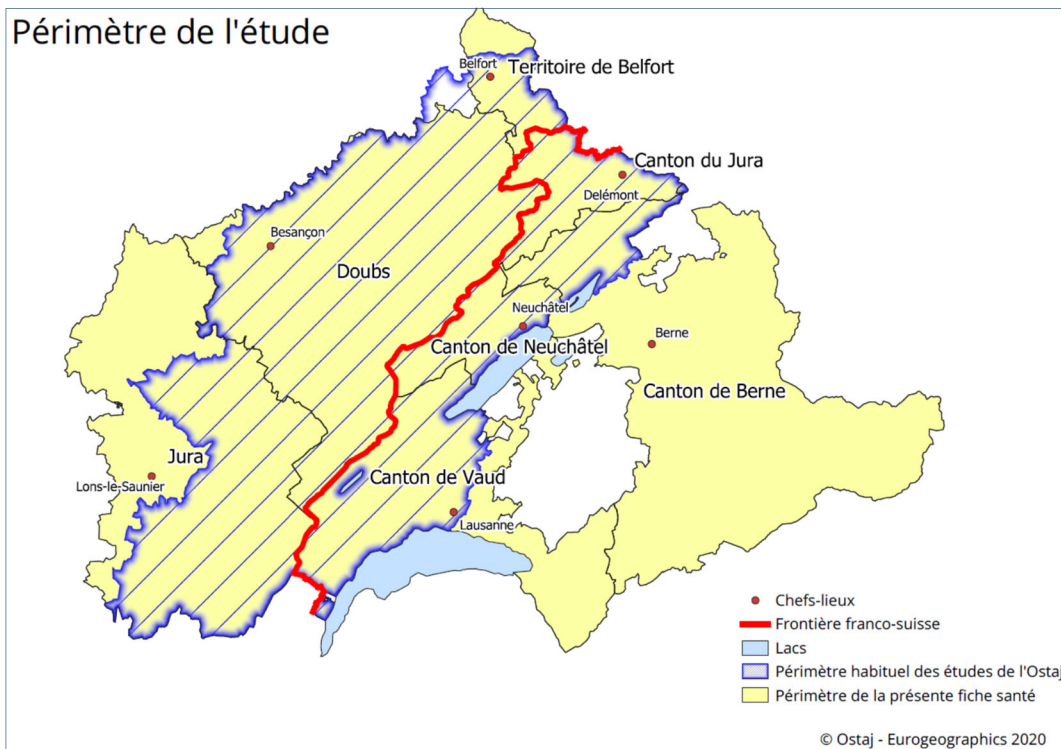 Périmètre de l'étude
Belfort
Territoire de Belfort
Canton du Jura
Delémont
Besançon
Doubs
Neuchâtel
Canton de Neuchâtel
Berne
Canton de Berne
Jura
Lons-le-Saunier
Canton de Vaud
Lausanne
Chefs-lieux
Frontière franco-suisse
Lacs
Périmètre habituel des études de l'Ostaj
Périmètre de la présente fiche santé
© Ostaj - Eurogeographics 2020